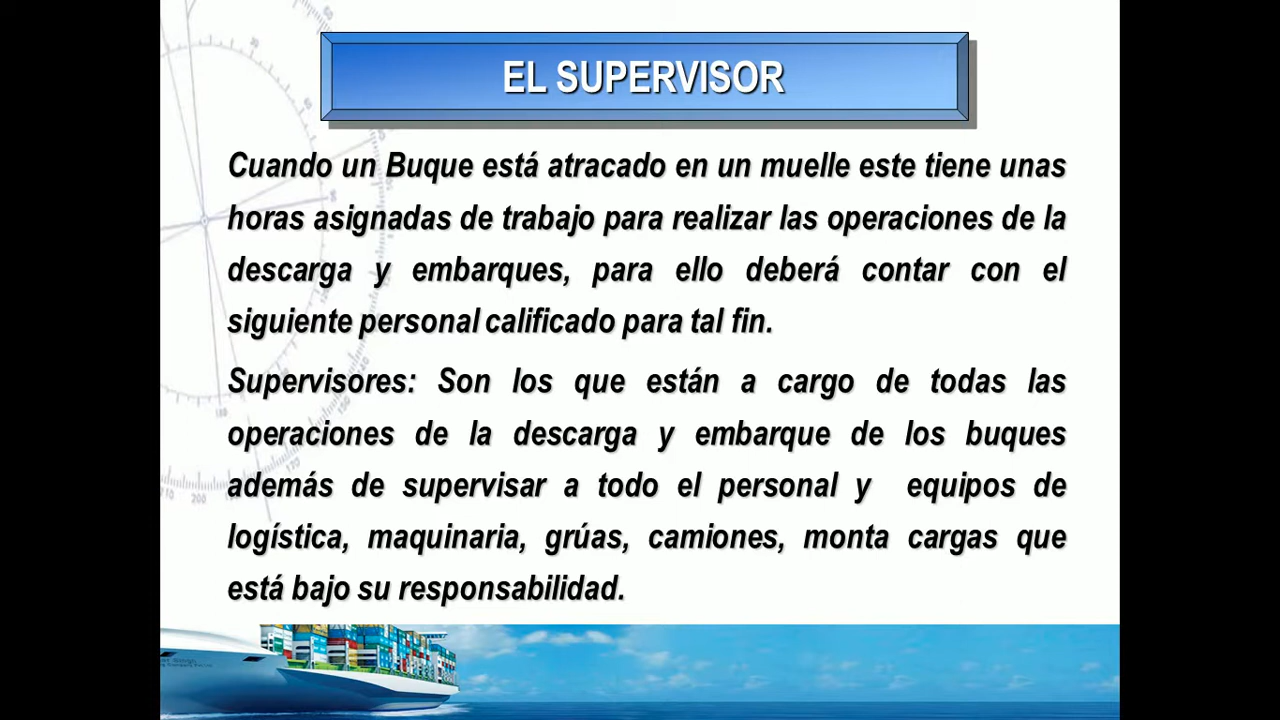 EL SUPERVISOR
Cuando un Buque está atracado en un muelle este tiene unas
horas asignadas de trabajo para realizar las operaciones de la
descarga y embarques, para ello deberá contar con el
siguiente personal calificado para tal fin.
Supervisores: Son los que están a cargo de todas las
operaciones de la descarga y embarque de los buques
además de supervisar a todo el personal y equipos de
logística, maquinaria, grúas, camiones, monta cargas que
está bajo su responsabilidad.